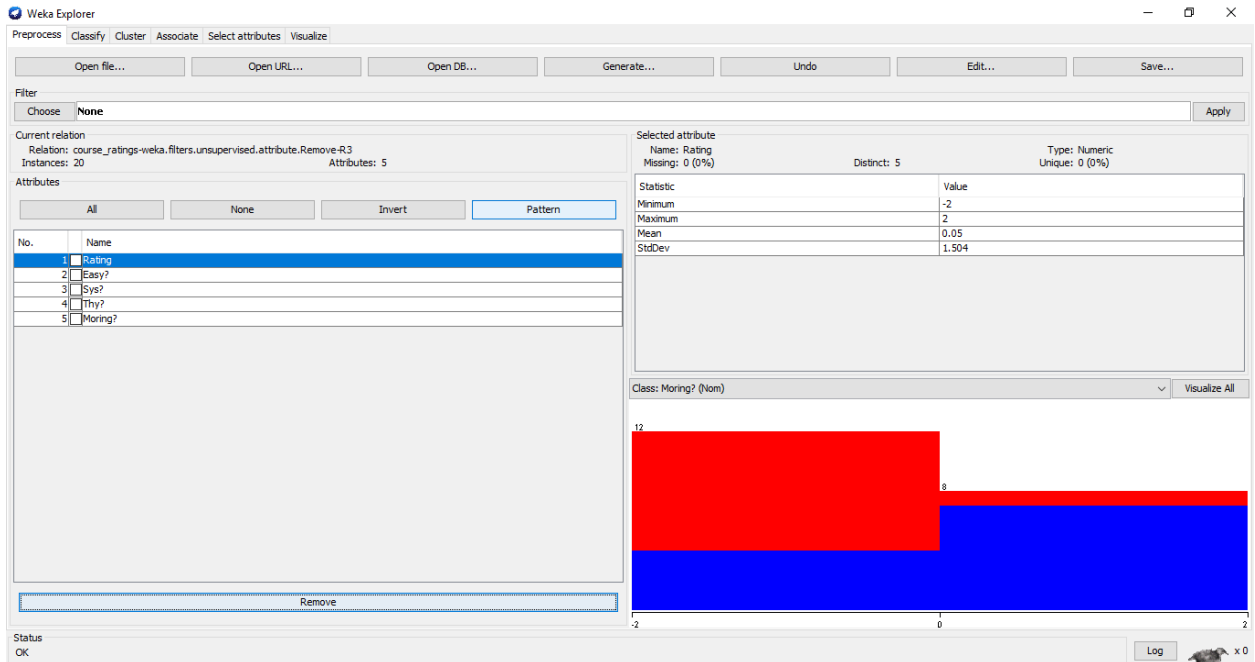 Weka Explorer
Preprocess Classify Cluster Associate Select attributes Visualize
Open file... Open URL... Open DB... Generate... Undo Edit... Save...
Filter
Choose None Apply
Current relation
Relation: course_ratings-weka.filters.unsupervised.attribute.Remove-R3
Instances: 20 Attributes: 5
Attributes
All None Invert Pattern
No. Name
1 Rating
2 Easy?
3 Sys?
4 Thy?
5 Moring?
Remove
Selected attribute
Name: Rating Type: Numeric
Missing: 0 (0%) Distinct: 5 Unique: 0 (0%)
Statistic Value
Minimum -2
Maximum 2
Mean 0.05
StdDev 1.504
Class: Moring? (Nom) Visualize All
12
8
-2 0 2
Status
OK Log x 0